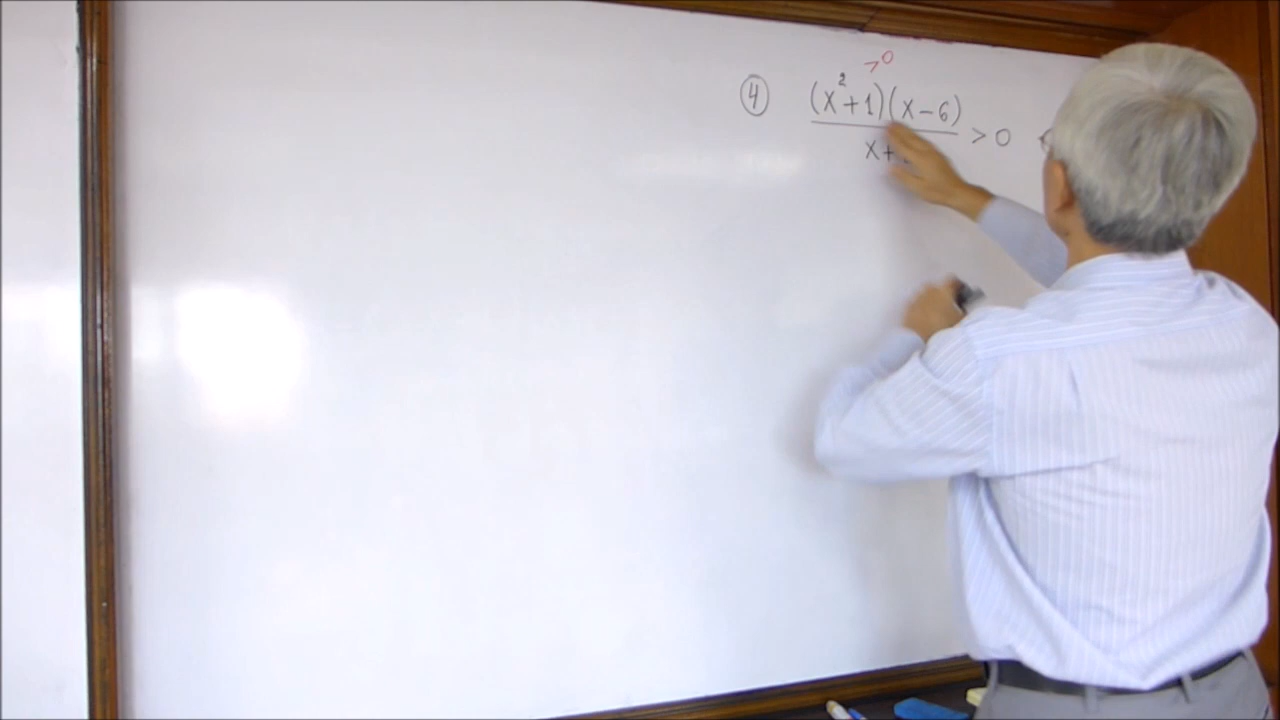 > 0
④ (x² + 1)(x − 6)
x + > 0